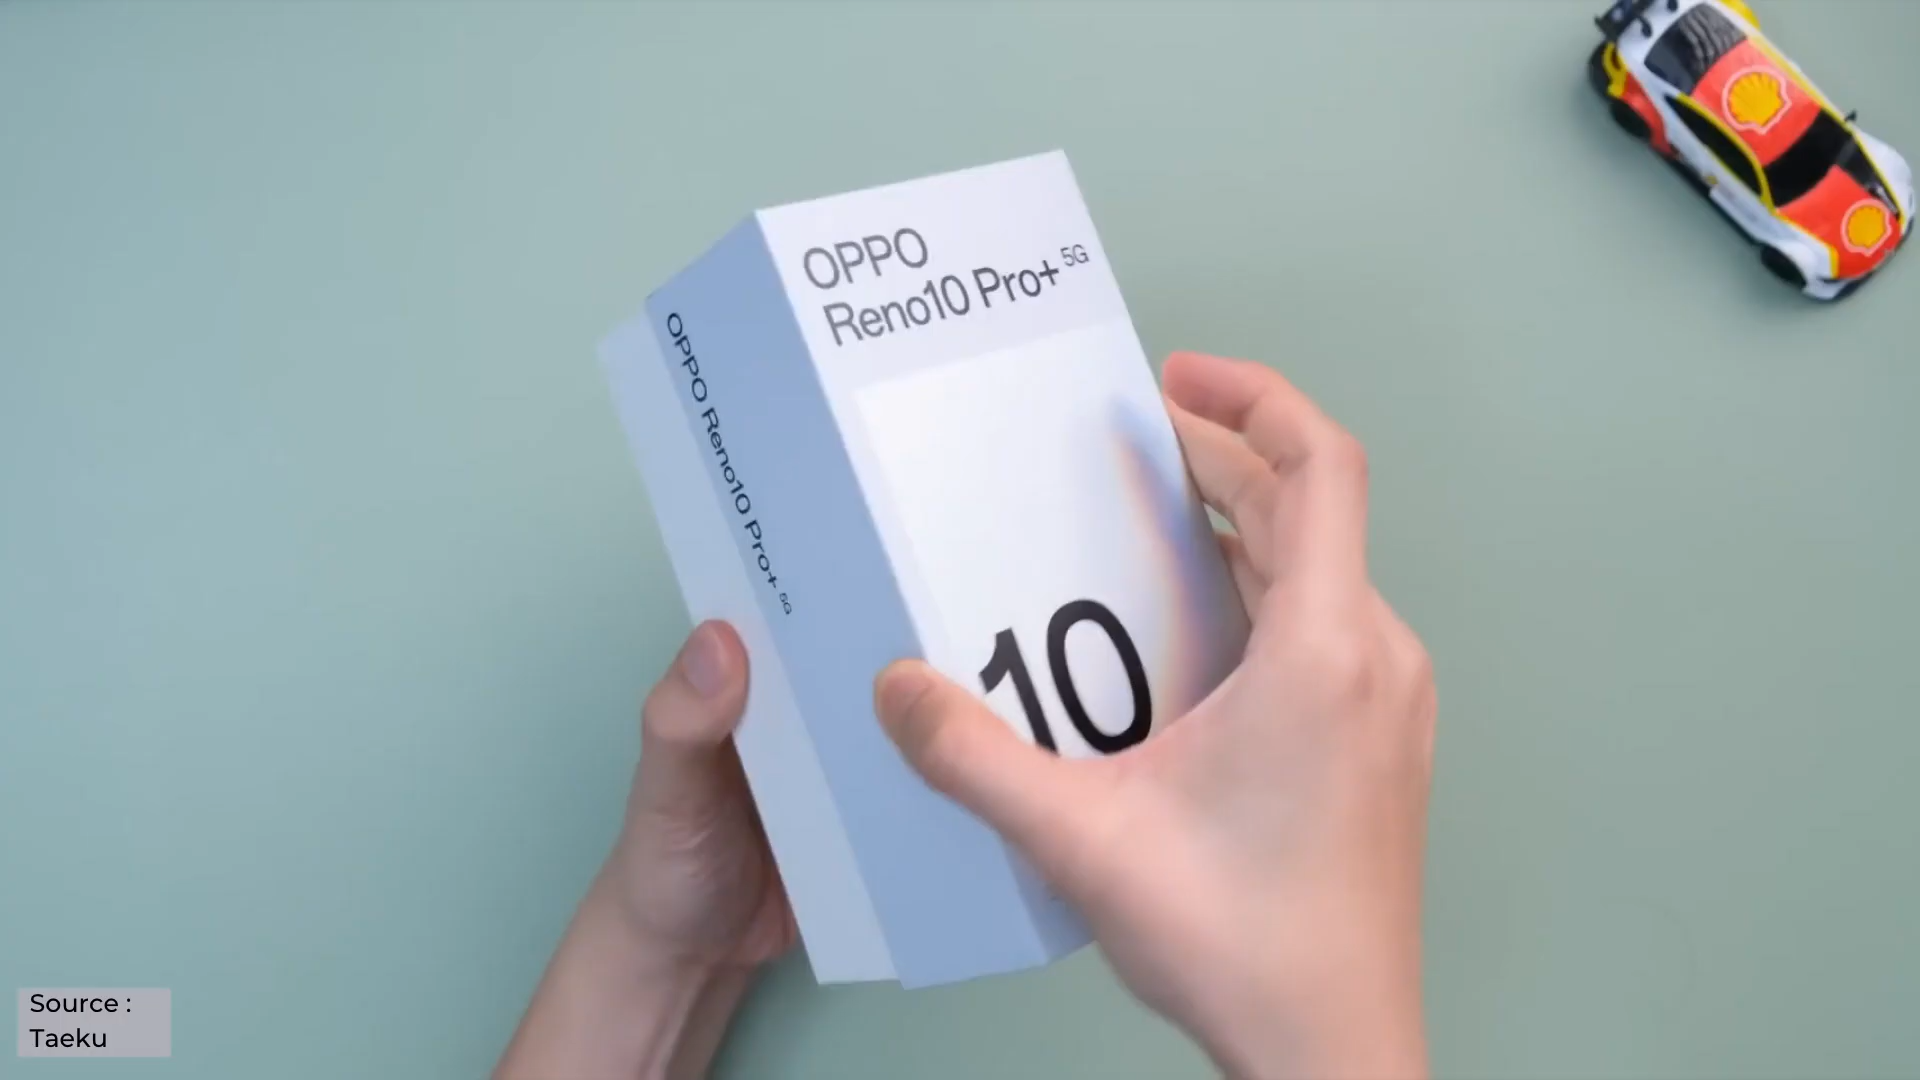 OPPO
Reno10 Pro+ 5G
OPPO Reno10 Pro+ 5G
10
Source :
Taeku